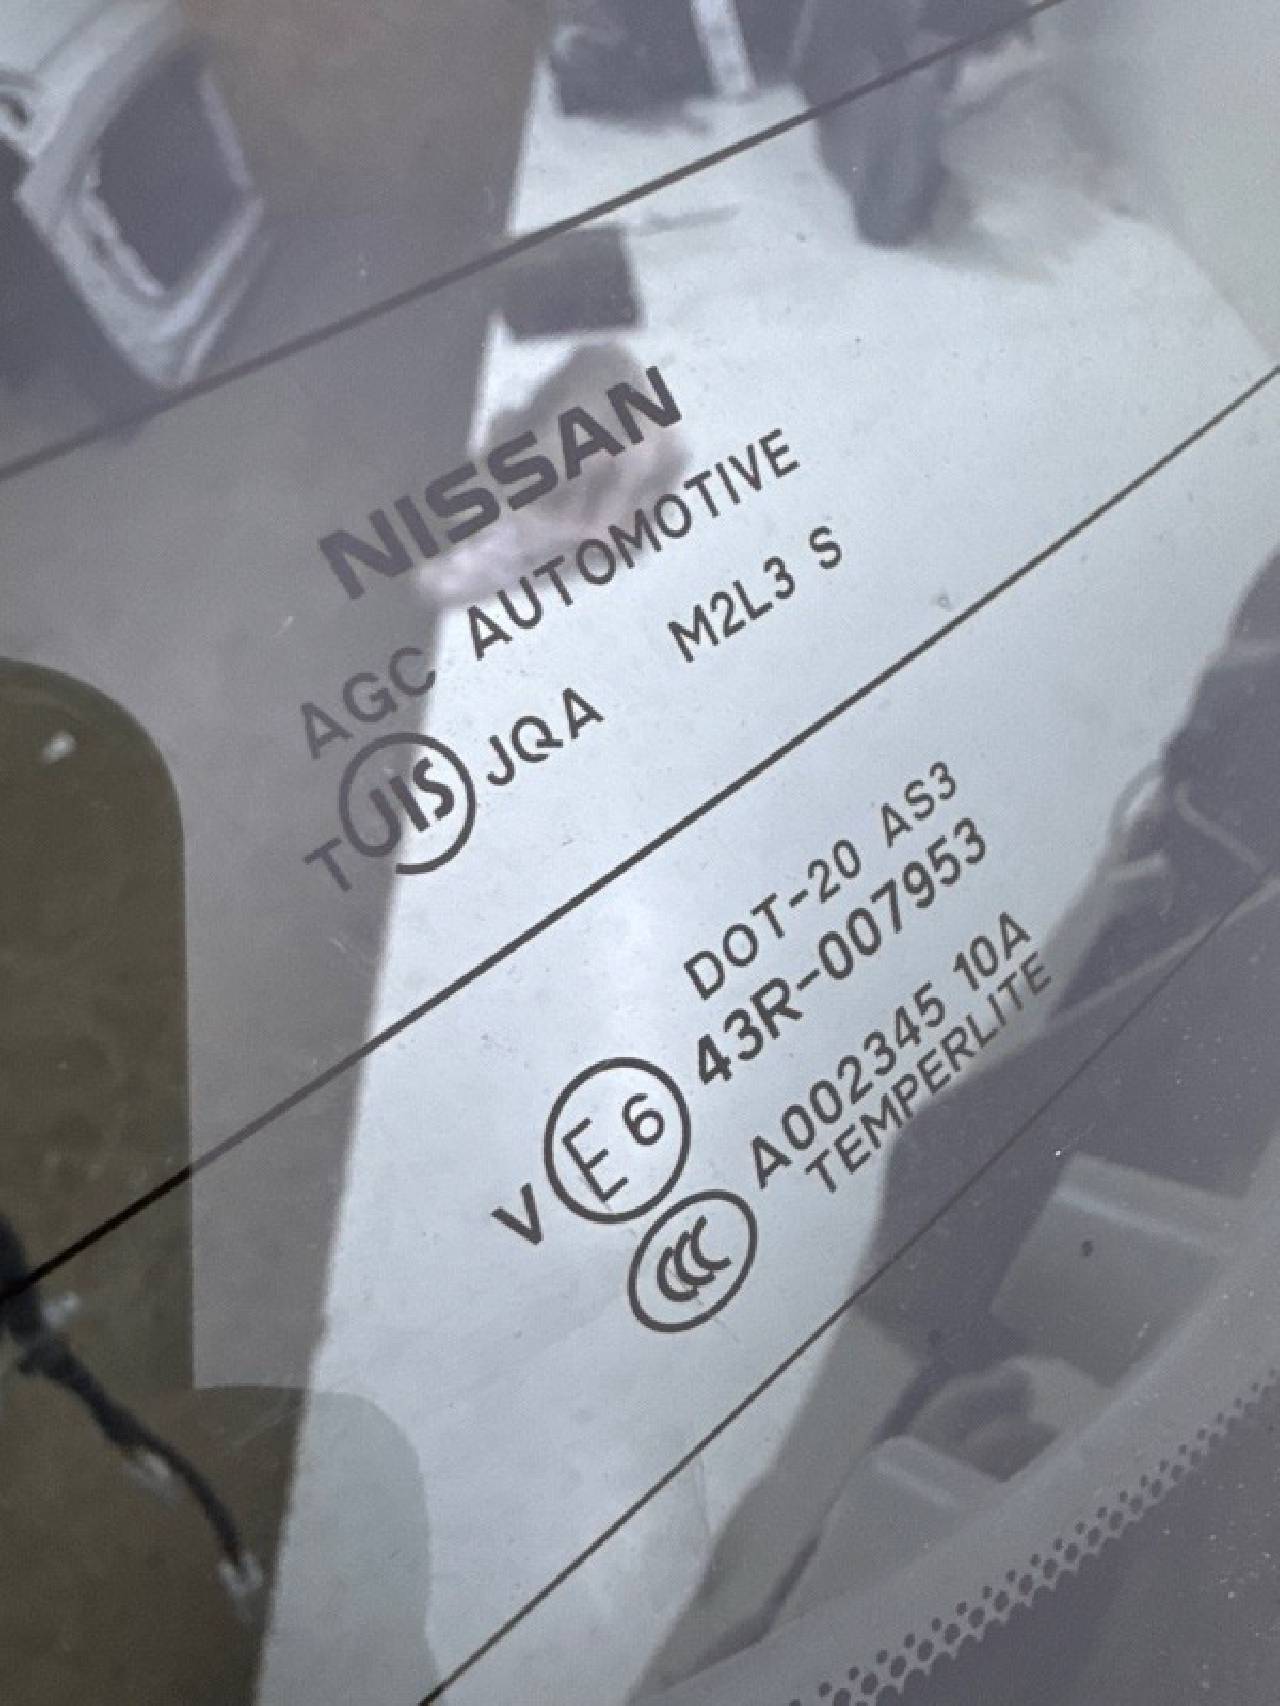 NISSAN
AGC AUTOMOTIVE
T JIS JQA M2L3 S
DOT-20 AS3
V E6 43R-007953
CCC A002345 10A
TEMPERLITE